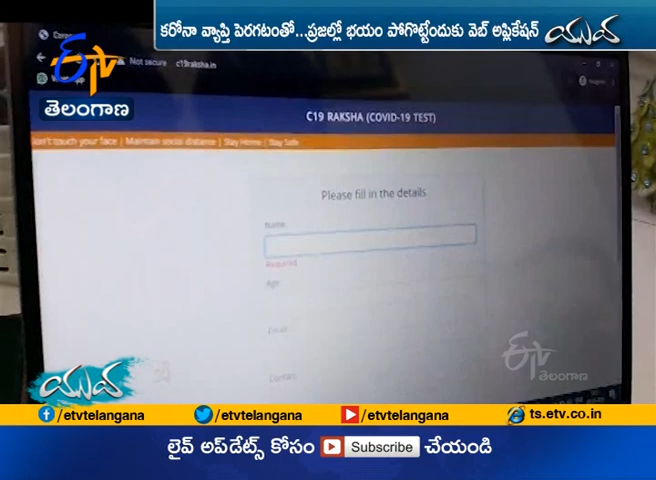 కరోనా వ్యాప్తి పెరగటంతో...ప్రజల్లో భయం పోగొట్టేందుకు వెబ్ అప్లికేషన్ యువ
Not secure c19raksha.in
ETV
తెలంగాణ
C19 RAKSHA (COVID-19 TEST)
Don't touch your face | Maintain social distance | Stay Home | Stay Safe
Please fill in the details
Name
Required
Age
Email
Contact
ETV
తెలంగాణ
యువ
/etvtelangana /etvtelangana /etvtelangana ts.etv.co.in
లైవ్ అప్‌డేట్స్ కోసం Subscribe చేయండి